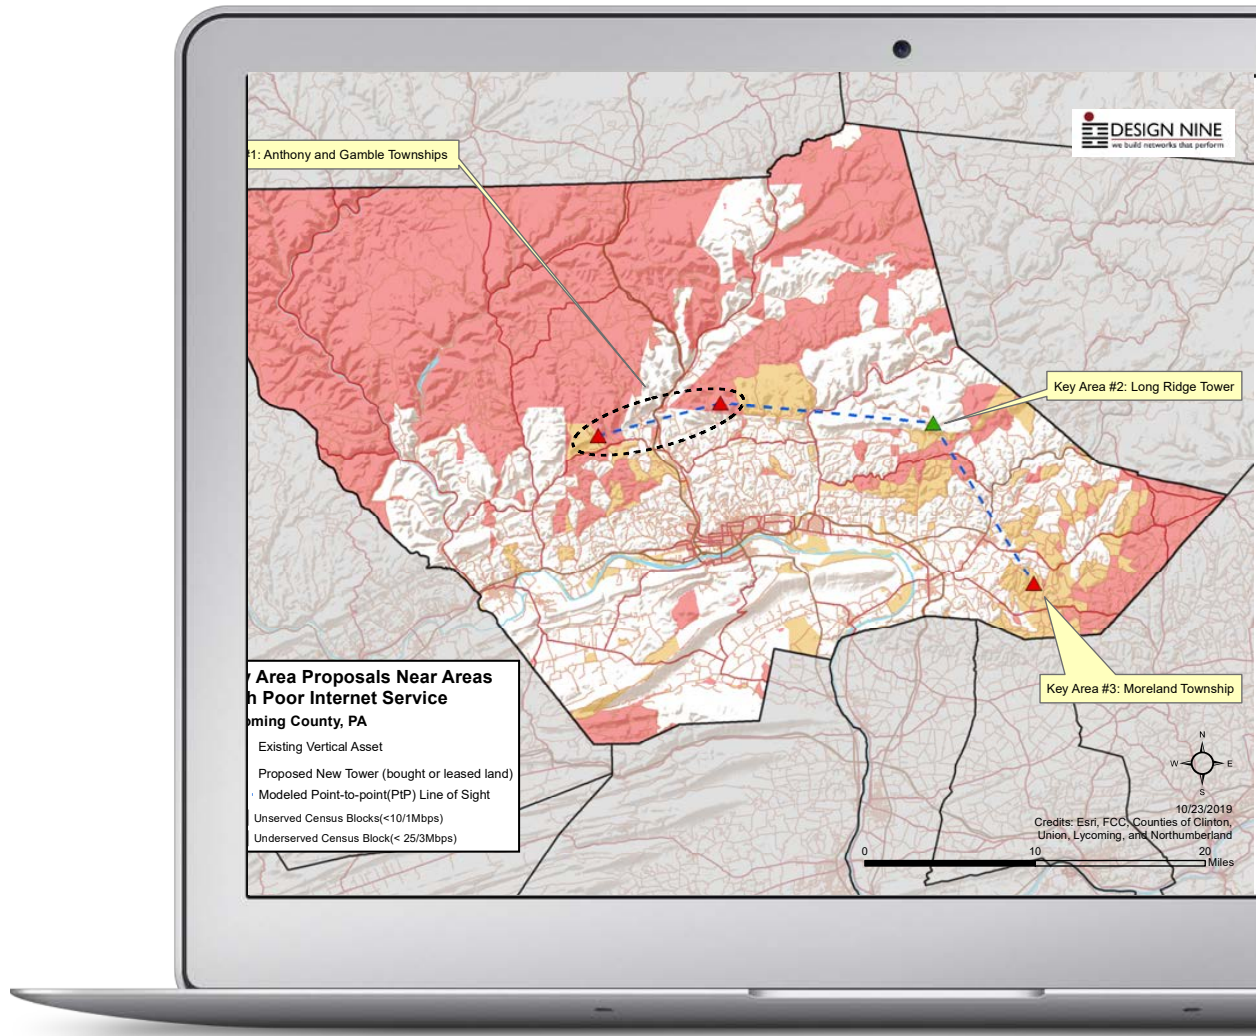 DESIGN NINE
we build networks that perform
#1: Anthony and Gamble Townships
Key Area #2: Long Ridge Tower
Key Area #3: Moreland Township
y Area Proposals Near Areas
h Poor Internet Service
oming County, PA
Existing Vertical Asset
Proposed New Tower (bought or leased land)
Modeled Point-to-point(PtP) Line of Sight
Unserved Census Blocks(<10/1Mbps)
Underserved Census Block(< 25/3Mbps)
N
W E
S
10/23/2019
Credits: Esri, FCC, Counties of Clinton,
Union, Lycoming, and Northumberland
0 10 20
Miles